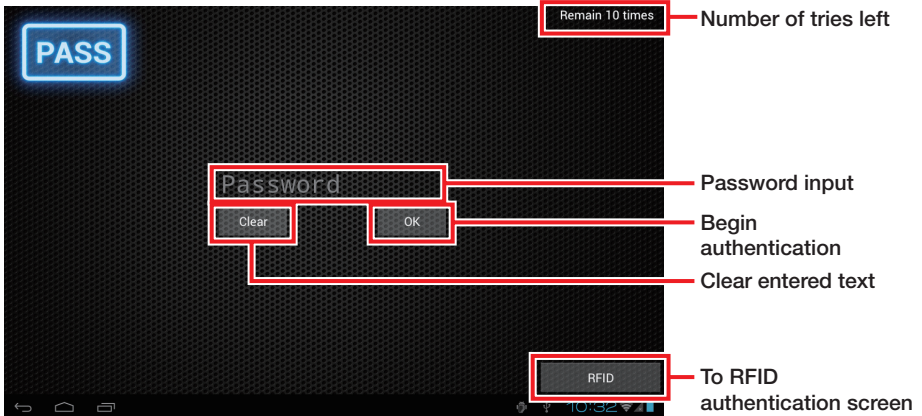 Remain 10 times
Number of tries left
PASS
Password
Password input
Clear
OK
Begin
authentication
Clear entered text
RFID
To RFID
authentication screen
10:32